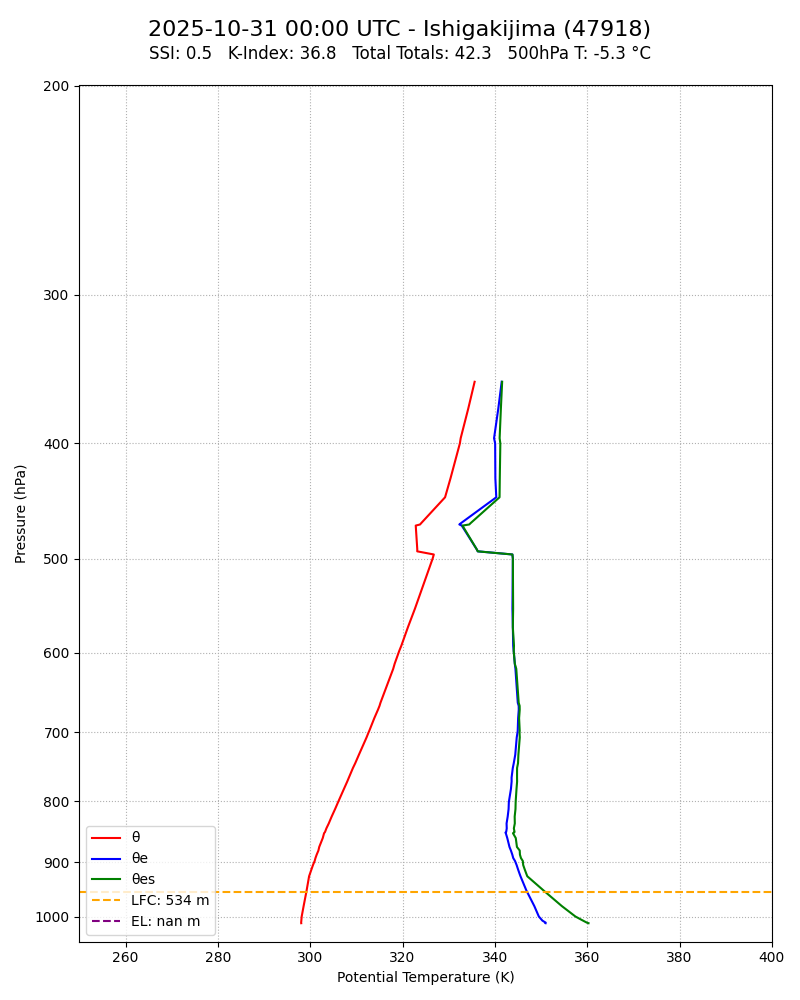 2025-10-31 00:00 UTC - Ishigakijima (47918)
SSI: 0.5   K-Index: 36.8   Total Totals: 42.3   500hPa T: -5.3 °C
200
300
400
500
600
700
800
900
1000
Pressure (hPa)
θ
θe
θes
LFC: 534 m
EL: nan m
260 280 300 320 340 360 380 400
Potential Temperature (K)